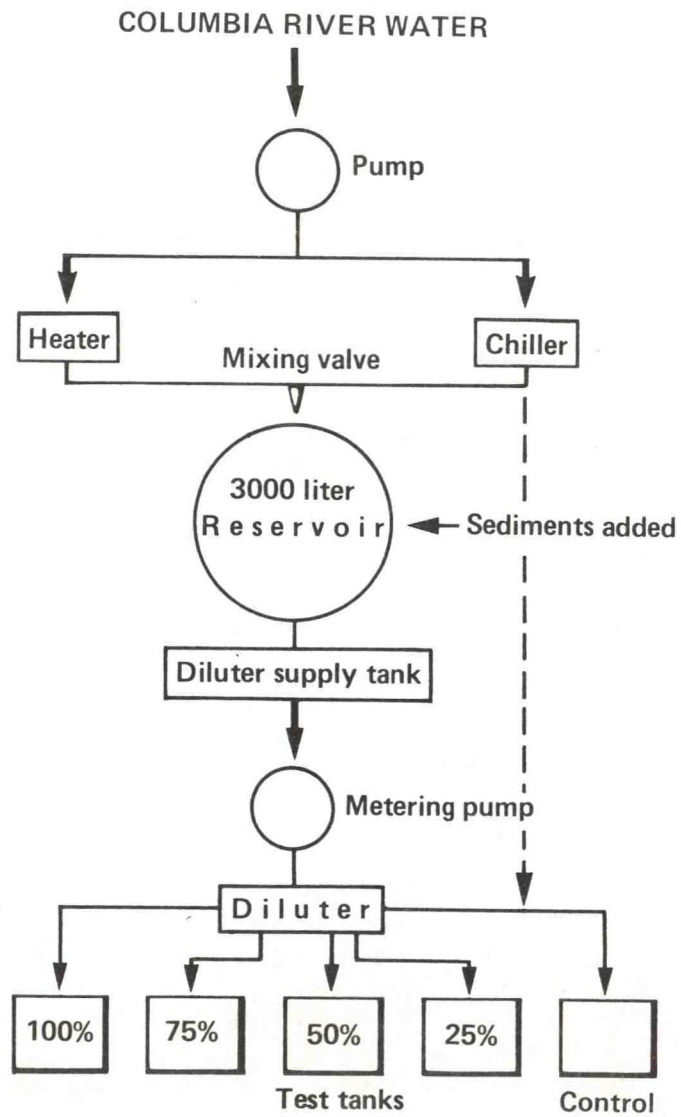 COLUMBIA RIVER WATER
Pump
Heater
Chiller
Mixing valve
3000 liter
Reservoir
Sediments added
Diluter supply tank
Metering pump
Diluter
100%
75%
50%
25%
Test tanks
Control